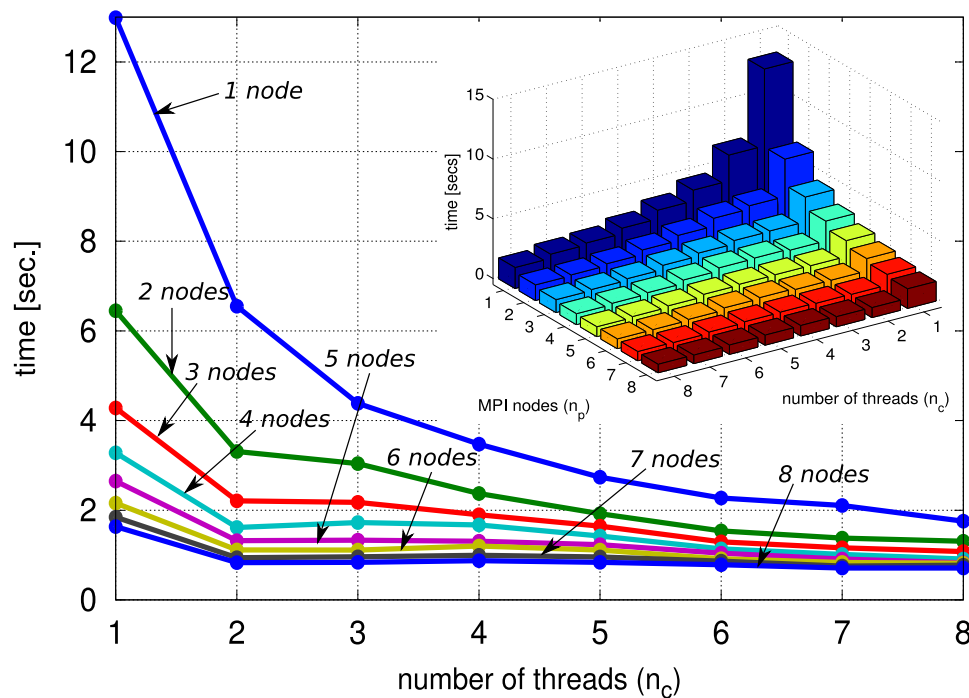 12
10
8
6
4
2
0
time [sec.]
1 2 3 4 5 6 7 8
number of threads (n_c)
1 node
2 nodes
3 nodes
4 nodes
5 nodes
6 nodes
7 nodes
8 nodes
15
10
5
0
time [secs]
1
2
3
4
5
6
7
8
MPI nodes (n_p)
8
7
6
5
4
3
2
1
number of threads (n_c)